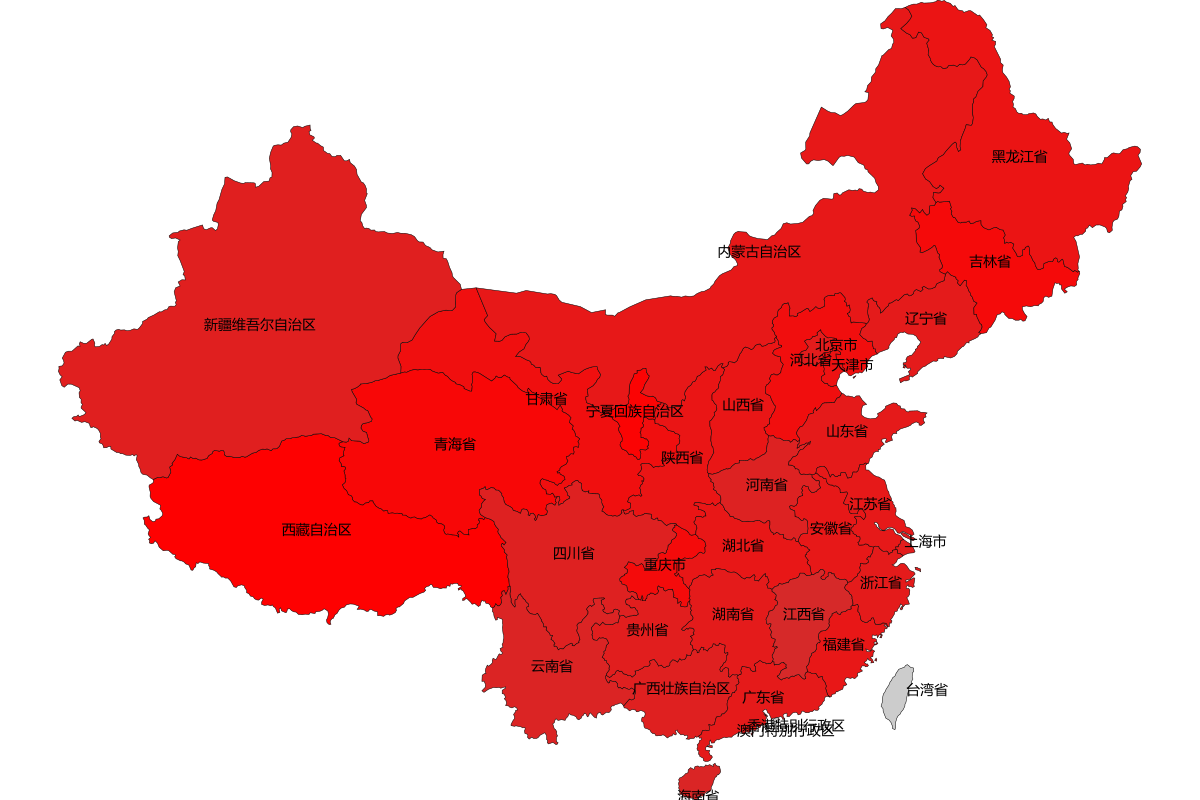 黑龙江省
内蒙古自治区
吉林省
辽宁省
新疆维吾尔自治区
北京市
河北省
天津市
甘肃省
山西省
宁夏回族自治区
山东省
青海省
陕西省
河南省
江苏省
西藏自治区
安徽省
上海市
湖北省
四川省
重庆市
浙江省
湖南省
江西省
贵州省
福建省
云南省
广西壮族自治区
台湾省
广东省
香港特别行政区
澳门特别行政区
海南省